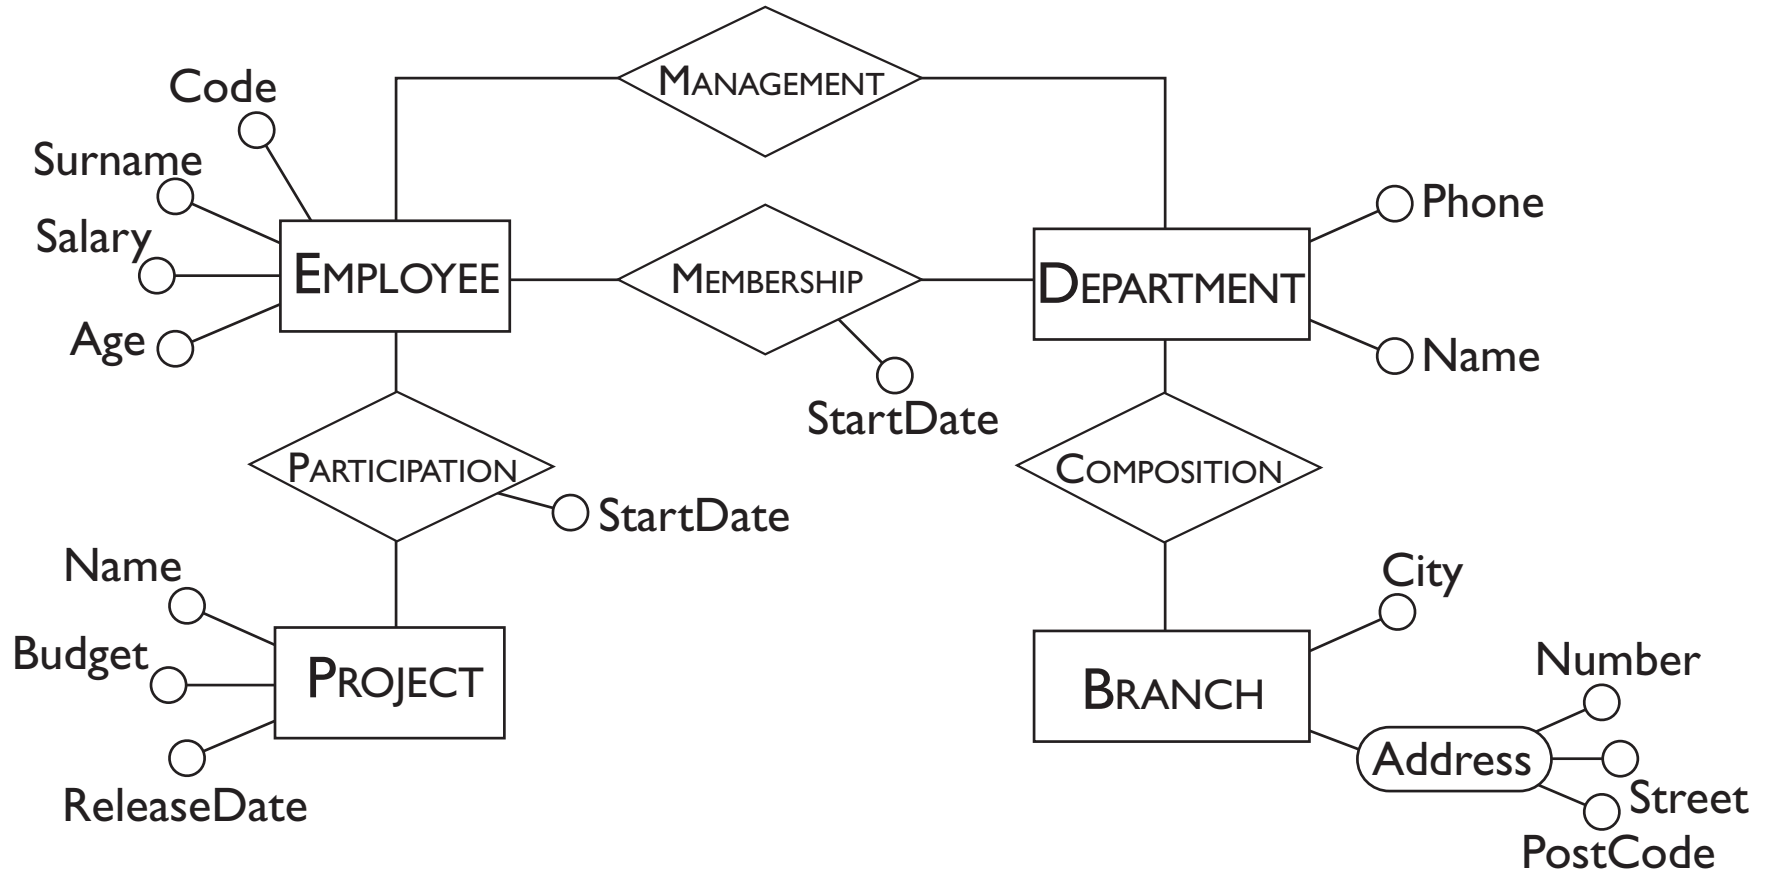 MANAGEMENT
Code
Surname
Phone
Salary
EMPLOYEE
MEMBERSHIP
DEPARTMENT
Age
Name
StartDate
PARTICIPATION
COMPOSITION
StartDate
Name
City
Budget
PROJECT
BRANCH
Number
Address
ReleaseDate
Street
PostCode